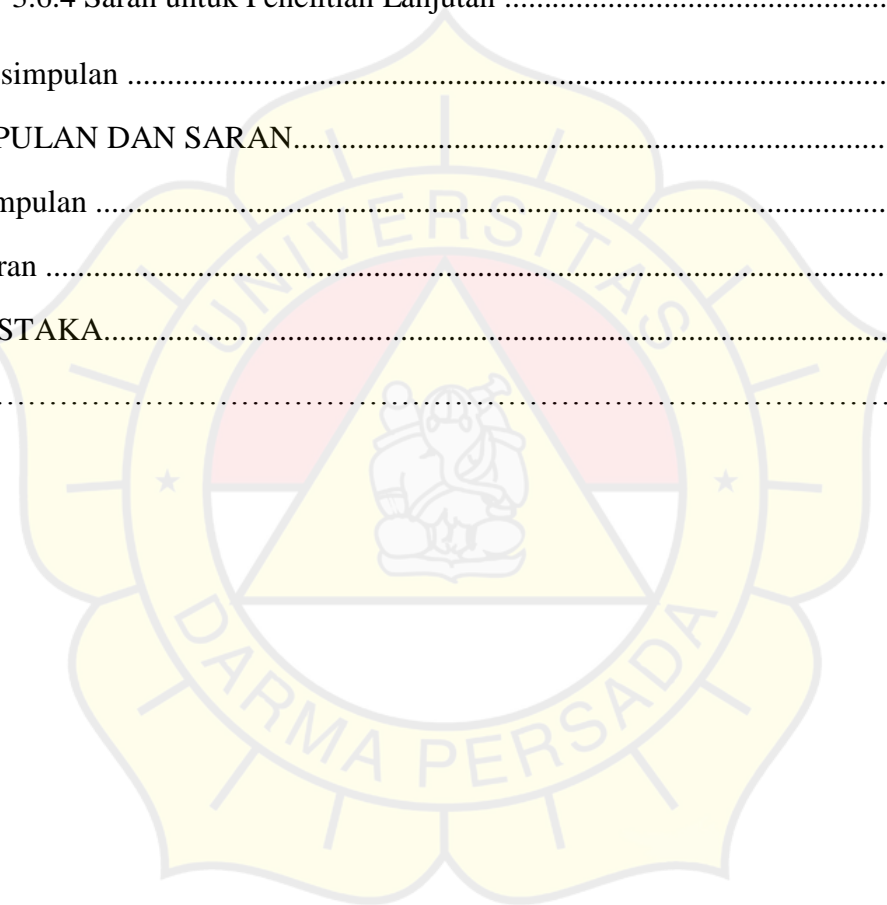 3.6.4 Saran untuk Penelitian Lanjutan ..........
simpulan ..........
PULAN DAN SARAN..........
mpulan ..........
ran ..........
STAKA..........
..........
UNIVERSITAS
DARMA PERSADA